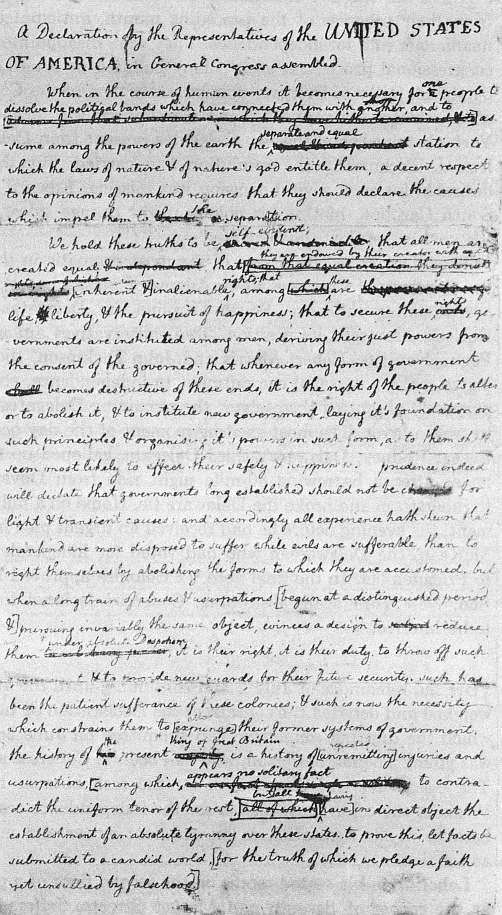 A Declaration by the Representatives of the UNITED STATES
OF AMERICA, in General Congress assembled.
When in the course of human events it becomes necessary for one people to
dissolve the political bands which have connected them with another, and to
as-
separate and equal
sume among the powers of the earth the station to
which the laws of nature & of nature's god entitle them, a decent respect
to the opinions of mankind requires that they should declare the causes
which impel them to the separation.
self-evident;
We hold these truths to be that all men are
they are endowed by their creator with
created equal & independant that from that equal creation they derive
rights; that these
[inherent &] inalienable among which are
rights
life & liberty, & the pursuit of happiness; that to secure these go-
vernments are instituted among men, deriving their just powers from
the consent of the governed; that whenever any form of government
shall becomes destructive of these ends, it is the right of the people to alter
or to abolish it, & to institute new government, laying it's foundation on
such principles & organising it's powers in such form, as to them shall
seem most likely to effect their safety & happiness. prudence indeed
will dictate that governments long established should not be changed for
light & transient causes: and accordingly all experience hath shewn that
mankind are more disposed to suffer while evils are sufferable than to
right themselves by abolishing the forms to which they are accustomed. but
when a long train of abuses & usurpations [begun at a distinguished period
&] pursuing invariably the same object, evinces a design to reduce
under absolute Despotism
them it is their right, it is their duty, to throw off such
& to provide new guards for their future security. such has
been the patient sufferance of these colonies; & such is now the necessity
alter
which constrains them to [expunge] their former systems of government.
the King of Great Britain repeated
the history of present is a history of [unremitting] injuries and
appears no solitary fact
usurpations, [among which, to contra-
dict the uniform tenor of the rest, all of which] [have] in direct object the
establishment of an absolute tyranny over these states. to prove this, let facts be
submitted to a candid world, [for the truth of which we pledge a faith
yet unsullied by falsehood]